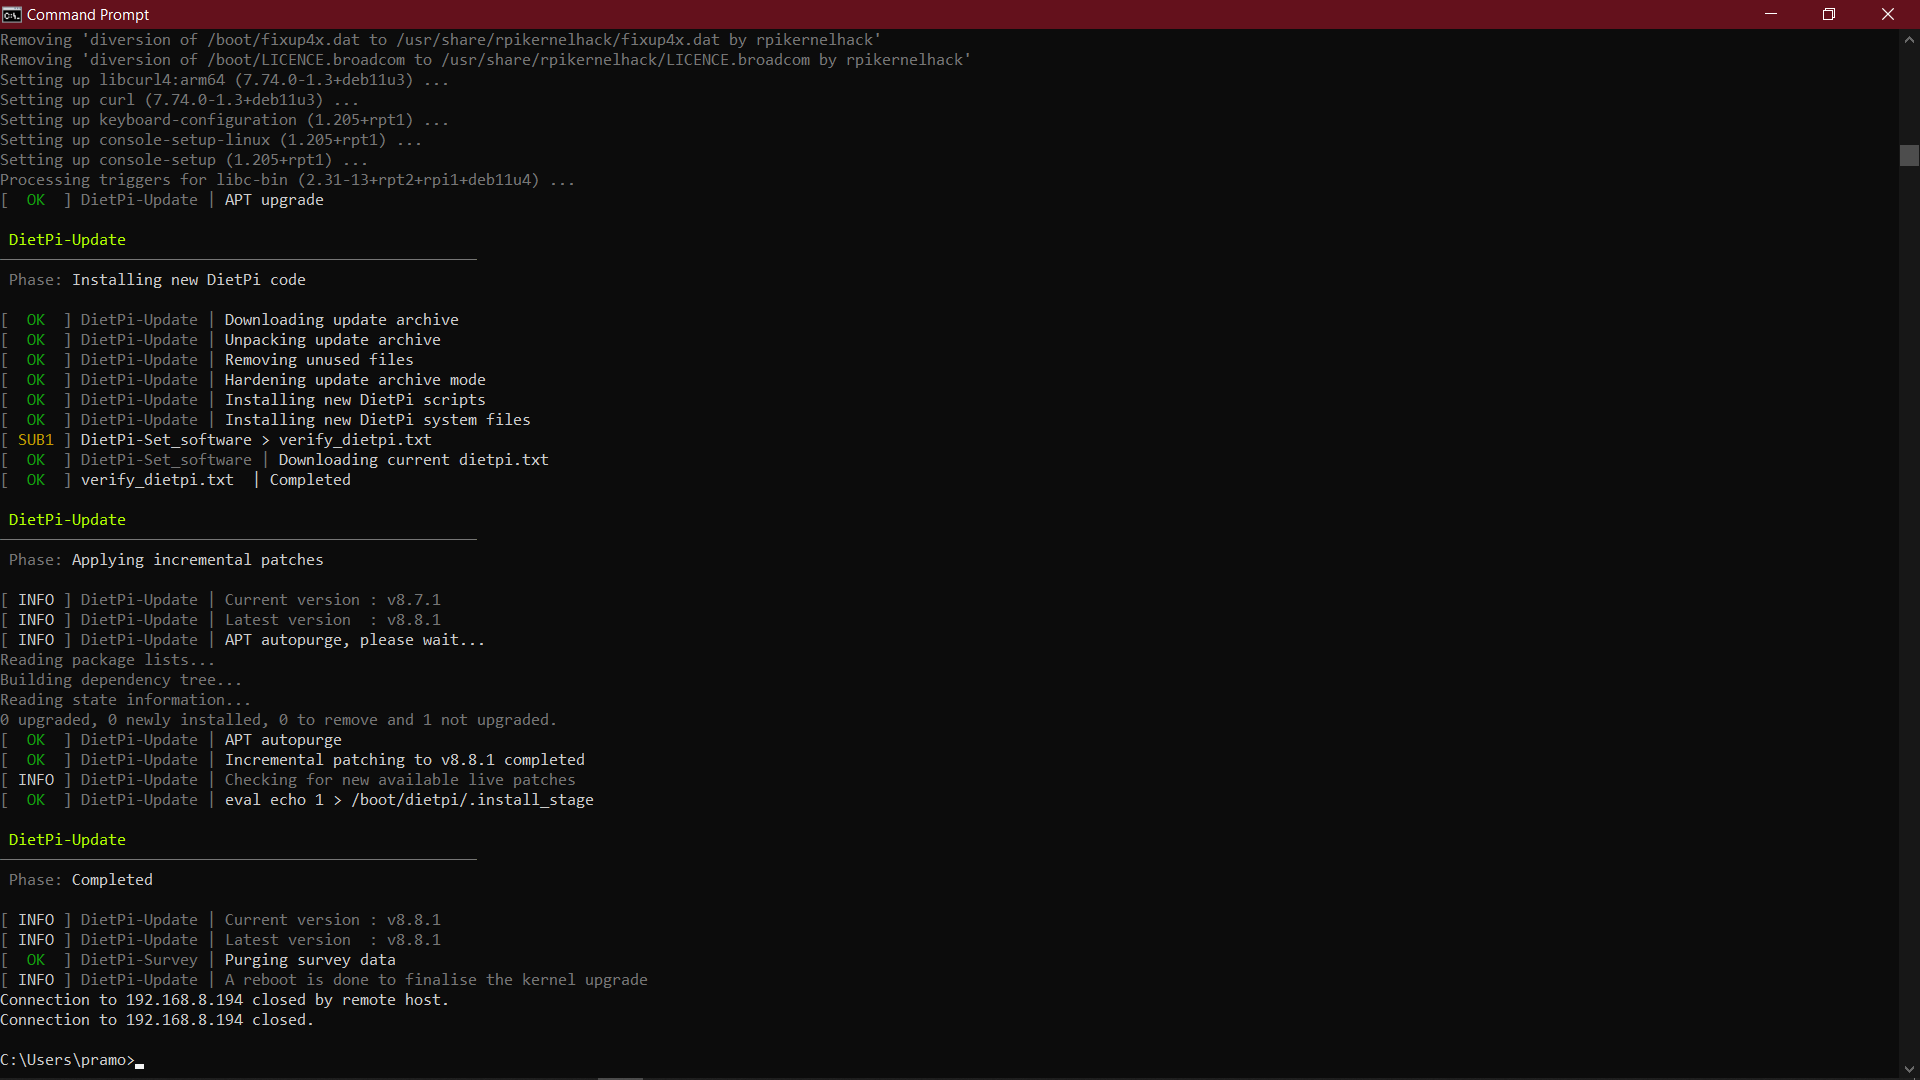 Command Prompt
Removing 'diversion of /boot/fixup4x.dat to /usr/share/rpikernelhack/fixup4x.dat by rpikernelhack'
Removing 'diversion of /boot/LICENCE.broadcom to /usr/share/rpikernelhack/LICENCE.broadcom by rpikernelhack'
Setting up libcurl4:arm64 (7.74.0-1.3+deb11u3) ...
Setting up curl (7.74.0-1.3+deb11u3) ...
Setting up keyboard-configuration (1.205+rpt1) ...
Setting up console-setup-linux (1.205+rpt1) ...
Setting up console-setup (1.205+rpt1) ...
Processing triggers for libc-bin (2.31-13+rpt2+rpi1+deb11u4) ...
[  OK  ] DietPi-Update | APT upgrade
DietPi-Update
Phase: Installing new DietPi code
[  OK  ] DietPi-Update | Downloading update archive
[  OK  ] DietPi-Update | Unpacking update archive
[  OK  ] DietPi-Update | Removing unused files
[  OK  ] DietPi-Update | Hardening update archive mode
[  OK  ] DietPi-Update | Installing new DietPi scripts
[  OK  ] DietPi-Update | Installing new DietPi system files
[ SUB1 ] DietPi-Set_software > verify_dietpi.txt
[  OK  ] DietPi-Set_software | Downloading current dietpi.txt
[  OK  ] verify_dietpi.txt  | Completed
DietPi-Update
Phase: Applying incremental patches
[ INFO ] DietPi-Update | Current version : v8.7.1
[ INFO ] DietPi-Update | Latest version  : v8.8.1
[ INFO ] DietPi-Update | APT autopurge, please wait...
Reading package lists...
Building dependency tree...
Reading state information...
0 upgraded, 0 newly installed, 0 to remove and 1 not upgraded.
[  OK  ] DietPi-Update | APT autopurge
[  OK  ] DietPi-Update | Incremental patching to v8.8.1 completed
[ INFO ] DietPi-Update | Checking for new available live patches
[  OK  ] DietPi-Update | eval echo 1 > /boot/dietpi/.install_stage
DietPi-Update
Phase: Completed
[ INFO ] DietPi-Update | Current version : v8.8.1
[ INFO ] DietPi-Update | Latest version  : v8.8.1
[  OK  ] DietPi-Survey | Purging survey data
[ INFO ] DietPi-Update | A reboot is done to finalise the kernel upgrade
Connection to 192.168.8.194 closed by remote host.
Connection to 192.168.8.194 closed.
C:\Users\pramo>